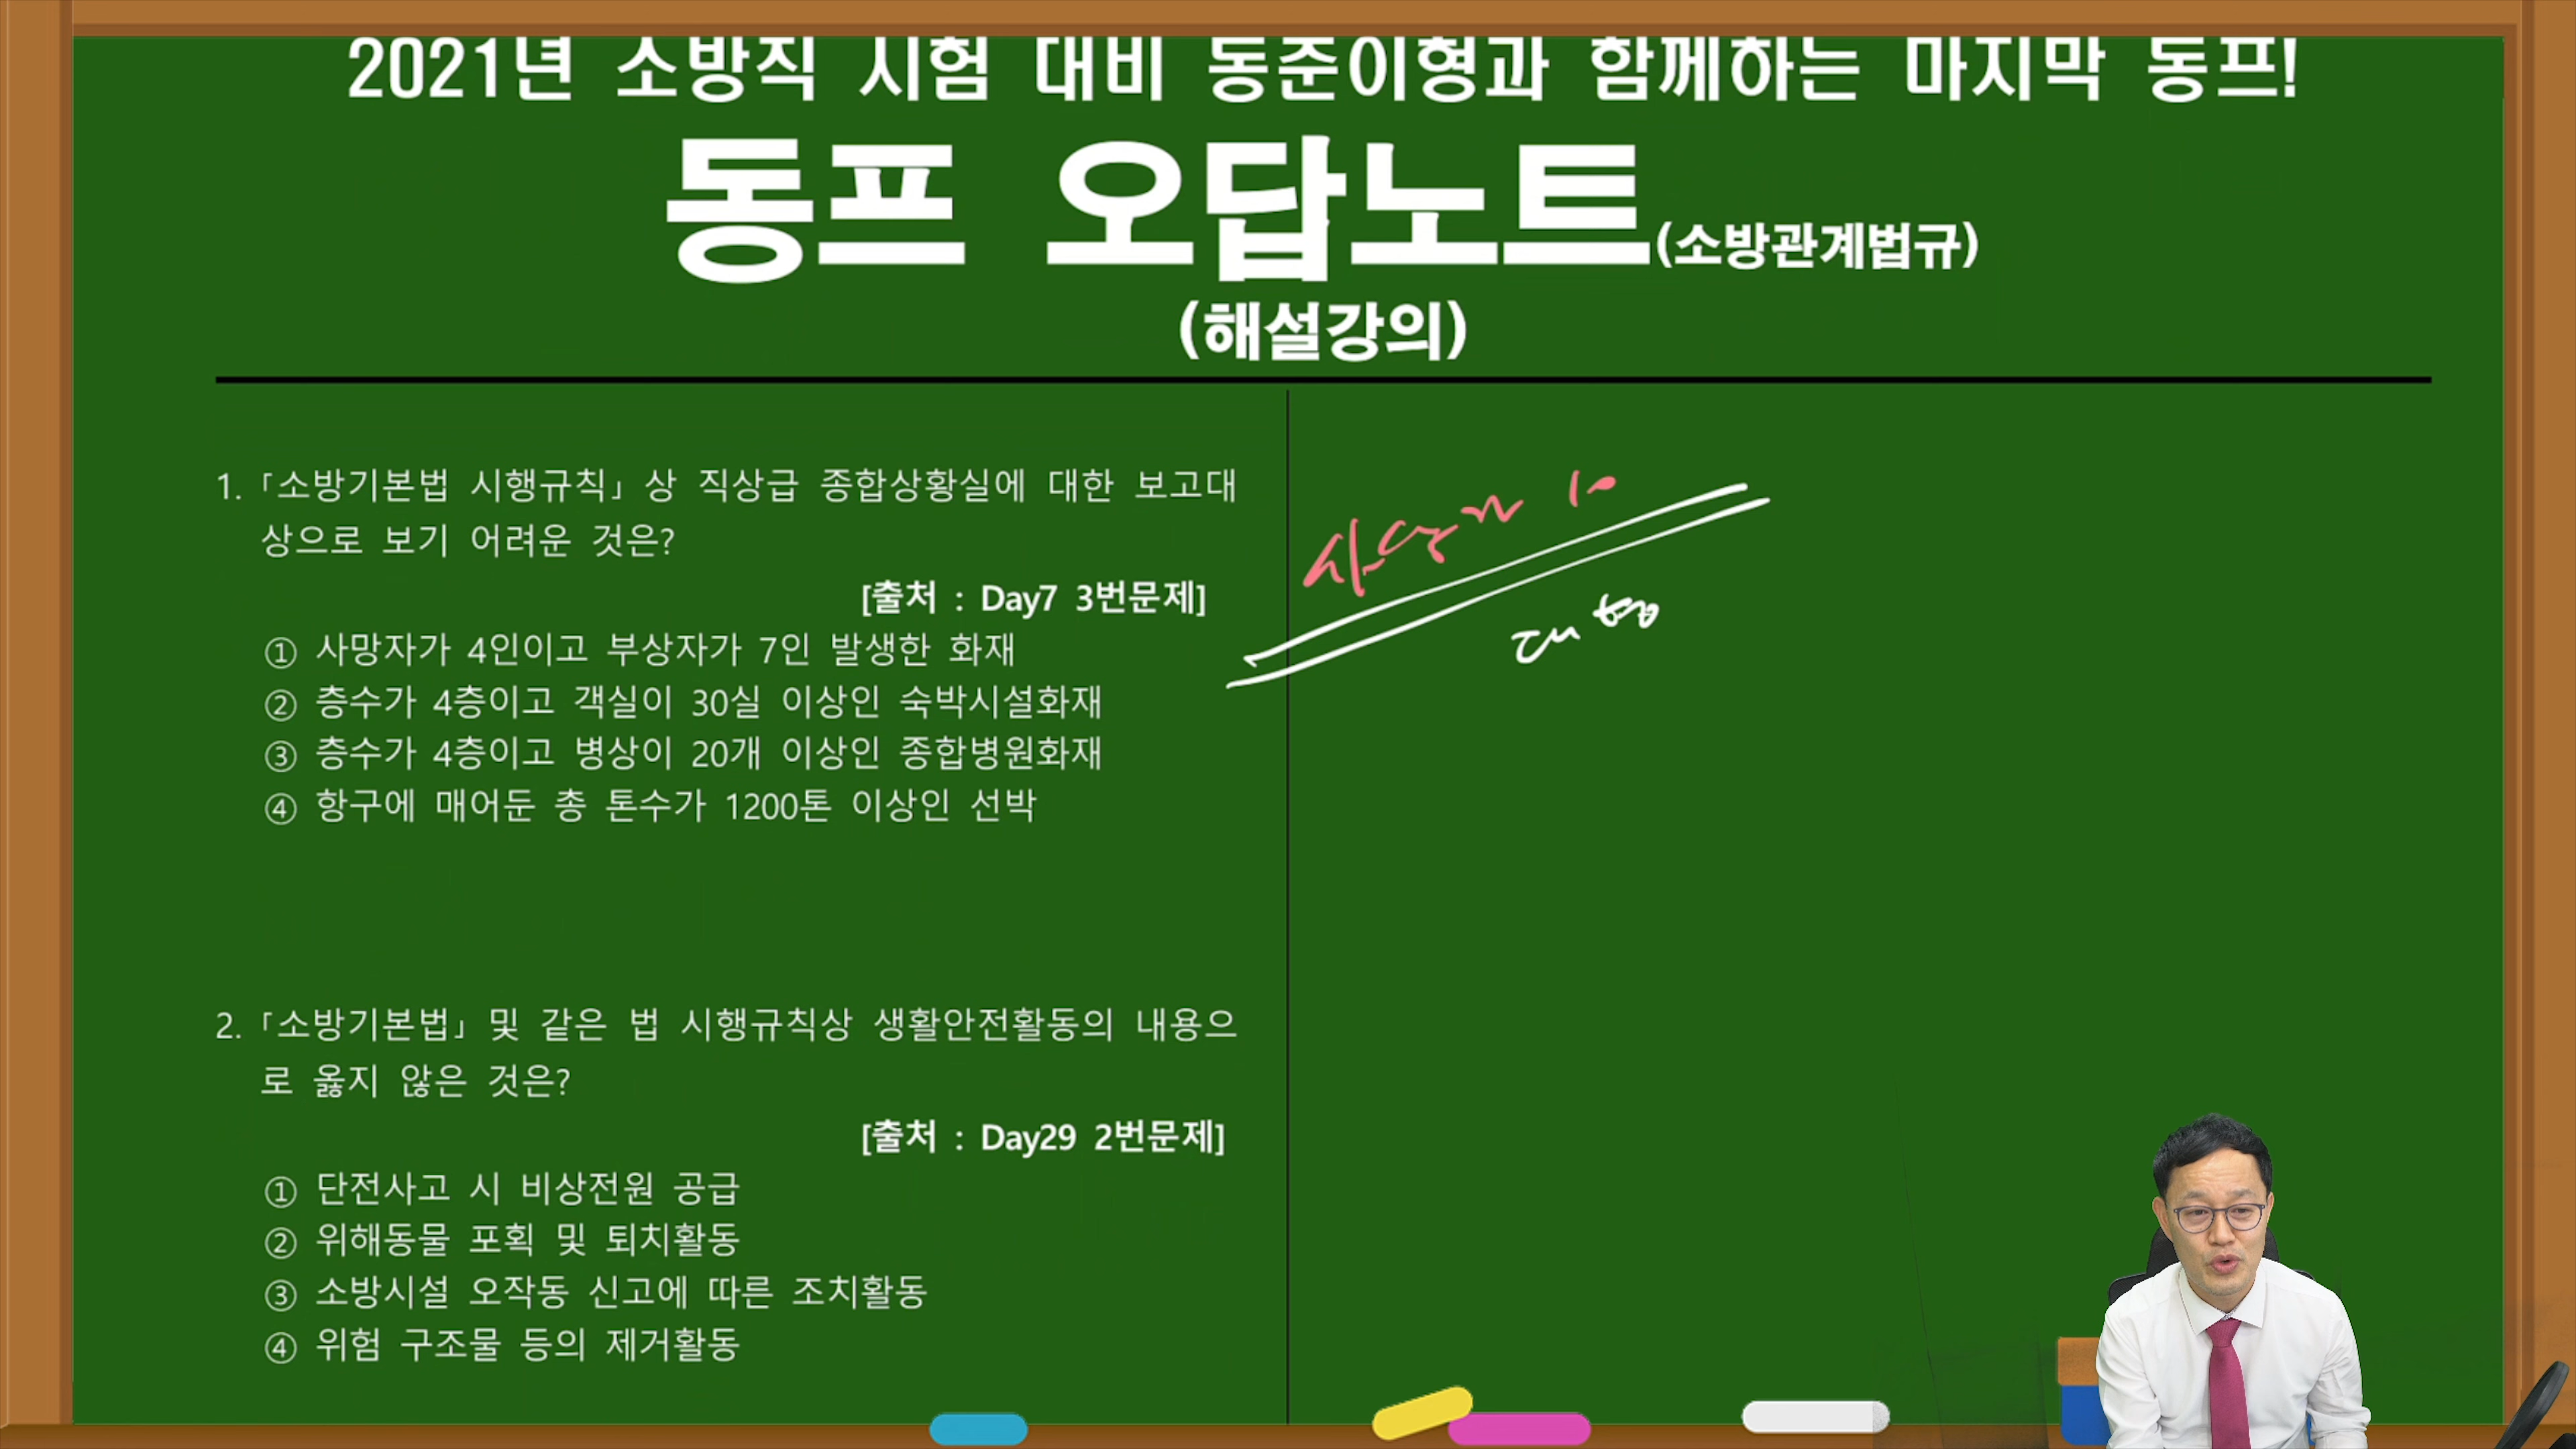 2021년 소방직 시험 대비 동준이형과 함께하는 마지막 동프!
동프 오답노트(소방관계법규)
(해설강의)
1. 「소방기본법 시행규칙」 상 직상급 종합상황실에 대한 보고대
상으로 보기 어려운 것은?
[출처 : Day7 3번문제]
① 사망자가 4인이고 부상자가 7인 발생한 화재
② 층수가 4층이고 객실이 30실 이상인 숙박시설화재
③ 층수가 4층이고 병상이 20개 이상인 종합병원화재
④ 항구에 매어둔 총 톤수가 1200톤 이상인 선박
2. 「소방기본법」 및 같은 법 시행규칙상 생활안전활동의 내용으
로 옳지 않은 것은?
[출처 : Day29 2번문제]
① 단전사고 시 비상전원 공급
② 위해동물 포획 및 퇴치활동
③ 소방시설 오작동 신고에 따른 조치활동
④ 위험 구조물 등의 제거활동
대형